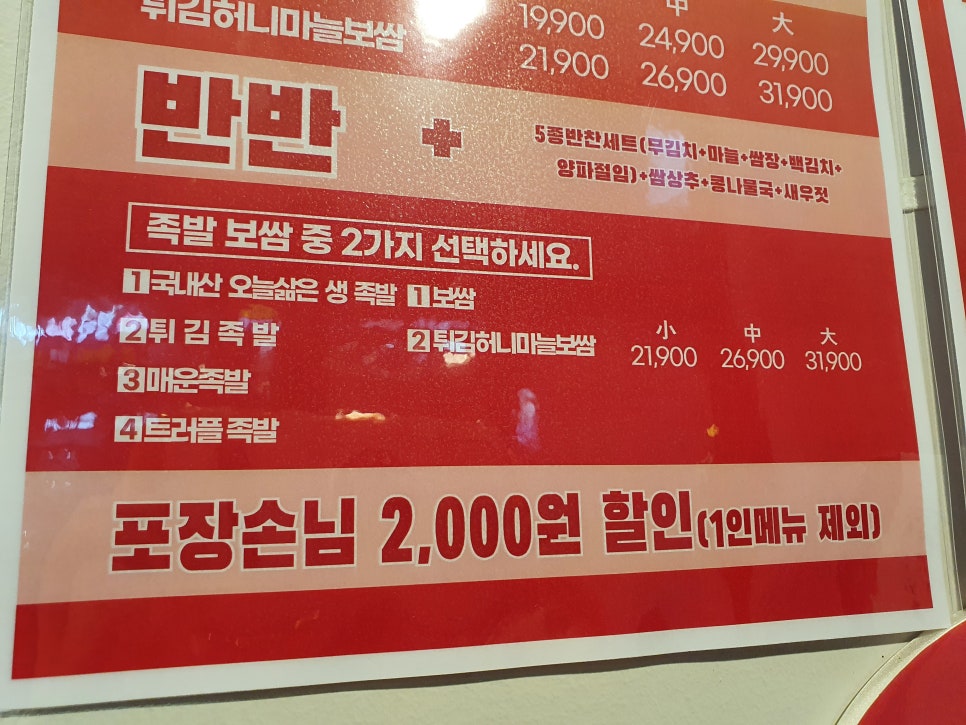 中 大
19,900 24,900 29,900
튀김허니마늘보쌈 21,900 26,900 31,900
반반 +
5종반찬세트(무김치+마늘+쌈장+백김치+
양파절임)+쌈상추+콩나물국+새우젓
족발 보쌈 중 2가지 선택하세요.
1 국내산 오늘삶은 생 족발 1 보쌈
2 튀김족발 2 튀김허니마늘보쌈
小 中 大
21,900 26,900 31,900
3 매운족발
4 트러플 족발
포장손님 2,000원 할인(1인메뉴 제외)